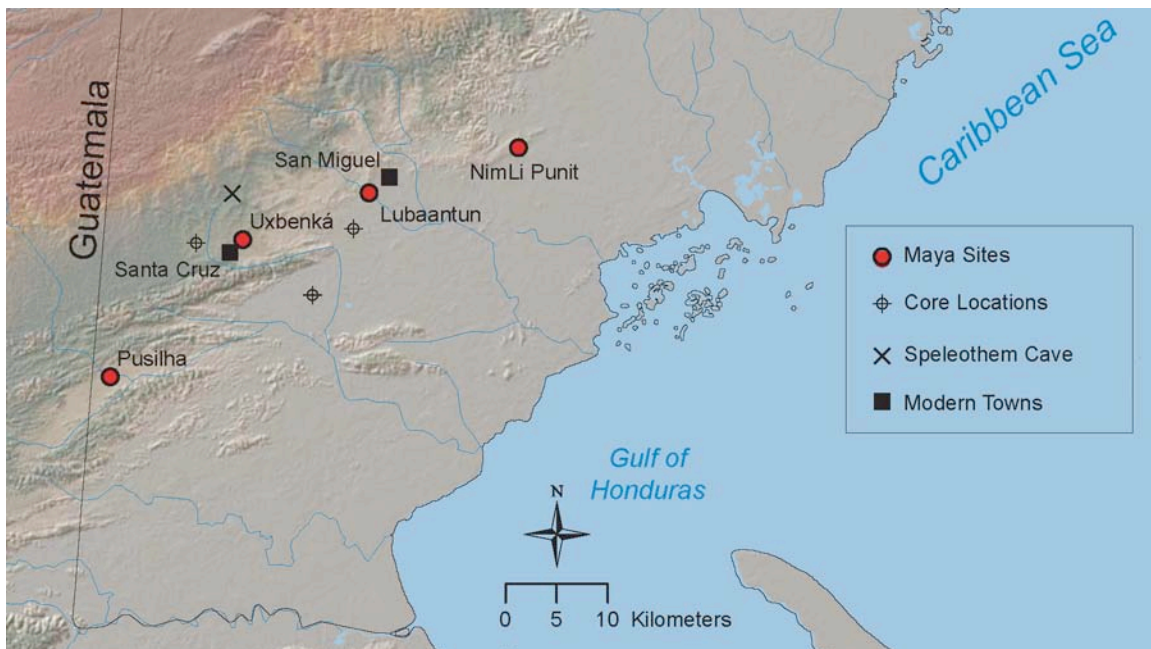 Caribbean Sea
Guatemala
San Miguel
NimLi Punit
Lubaantun
Uxbenká
Santa Cruz
Pusilha
Maya Sites
Core Locations
Speleothem Cave
Modern Towns
Gulf of
Honduras
N
0 5 10 Kilometers